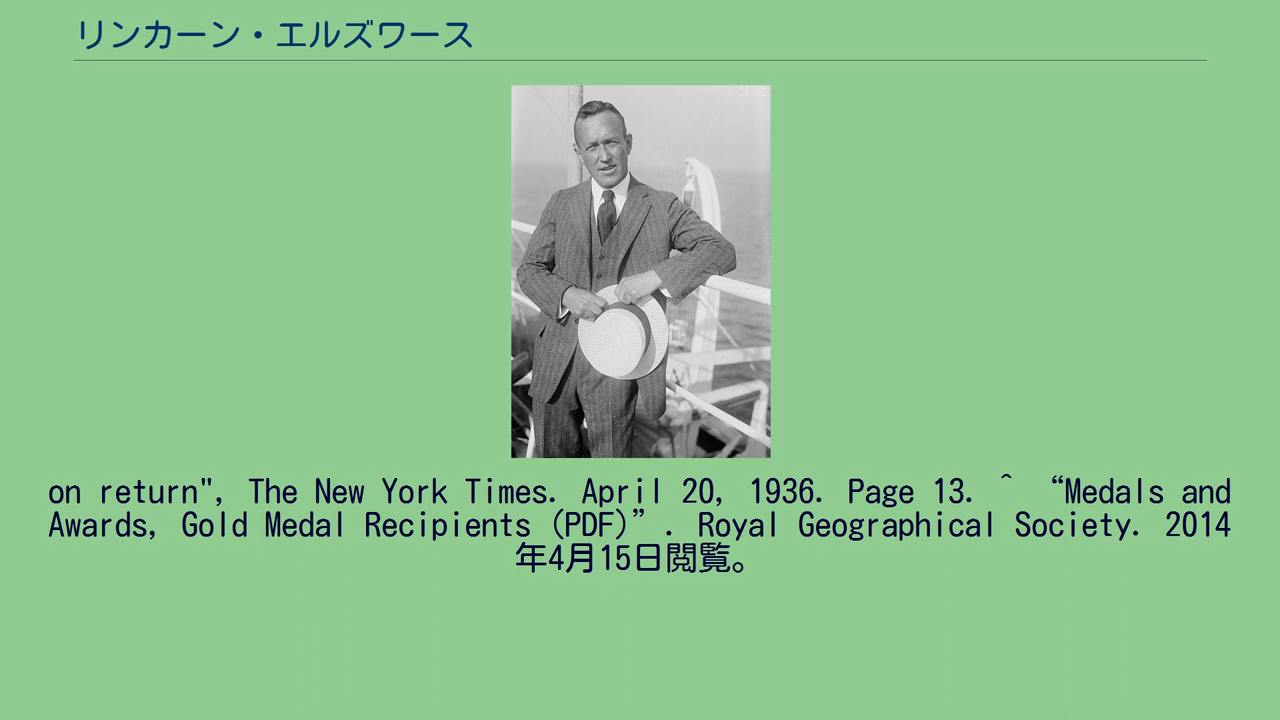 リンカーン・エルズワース
on return", The New York Times. April 20, 1936. Page 13. ^ “Medals and
Awards, Gold Medal Recipients (PDF)”. Royal Geographical Society. 2014
年4月15日閲覧。